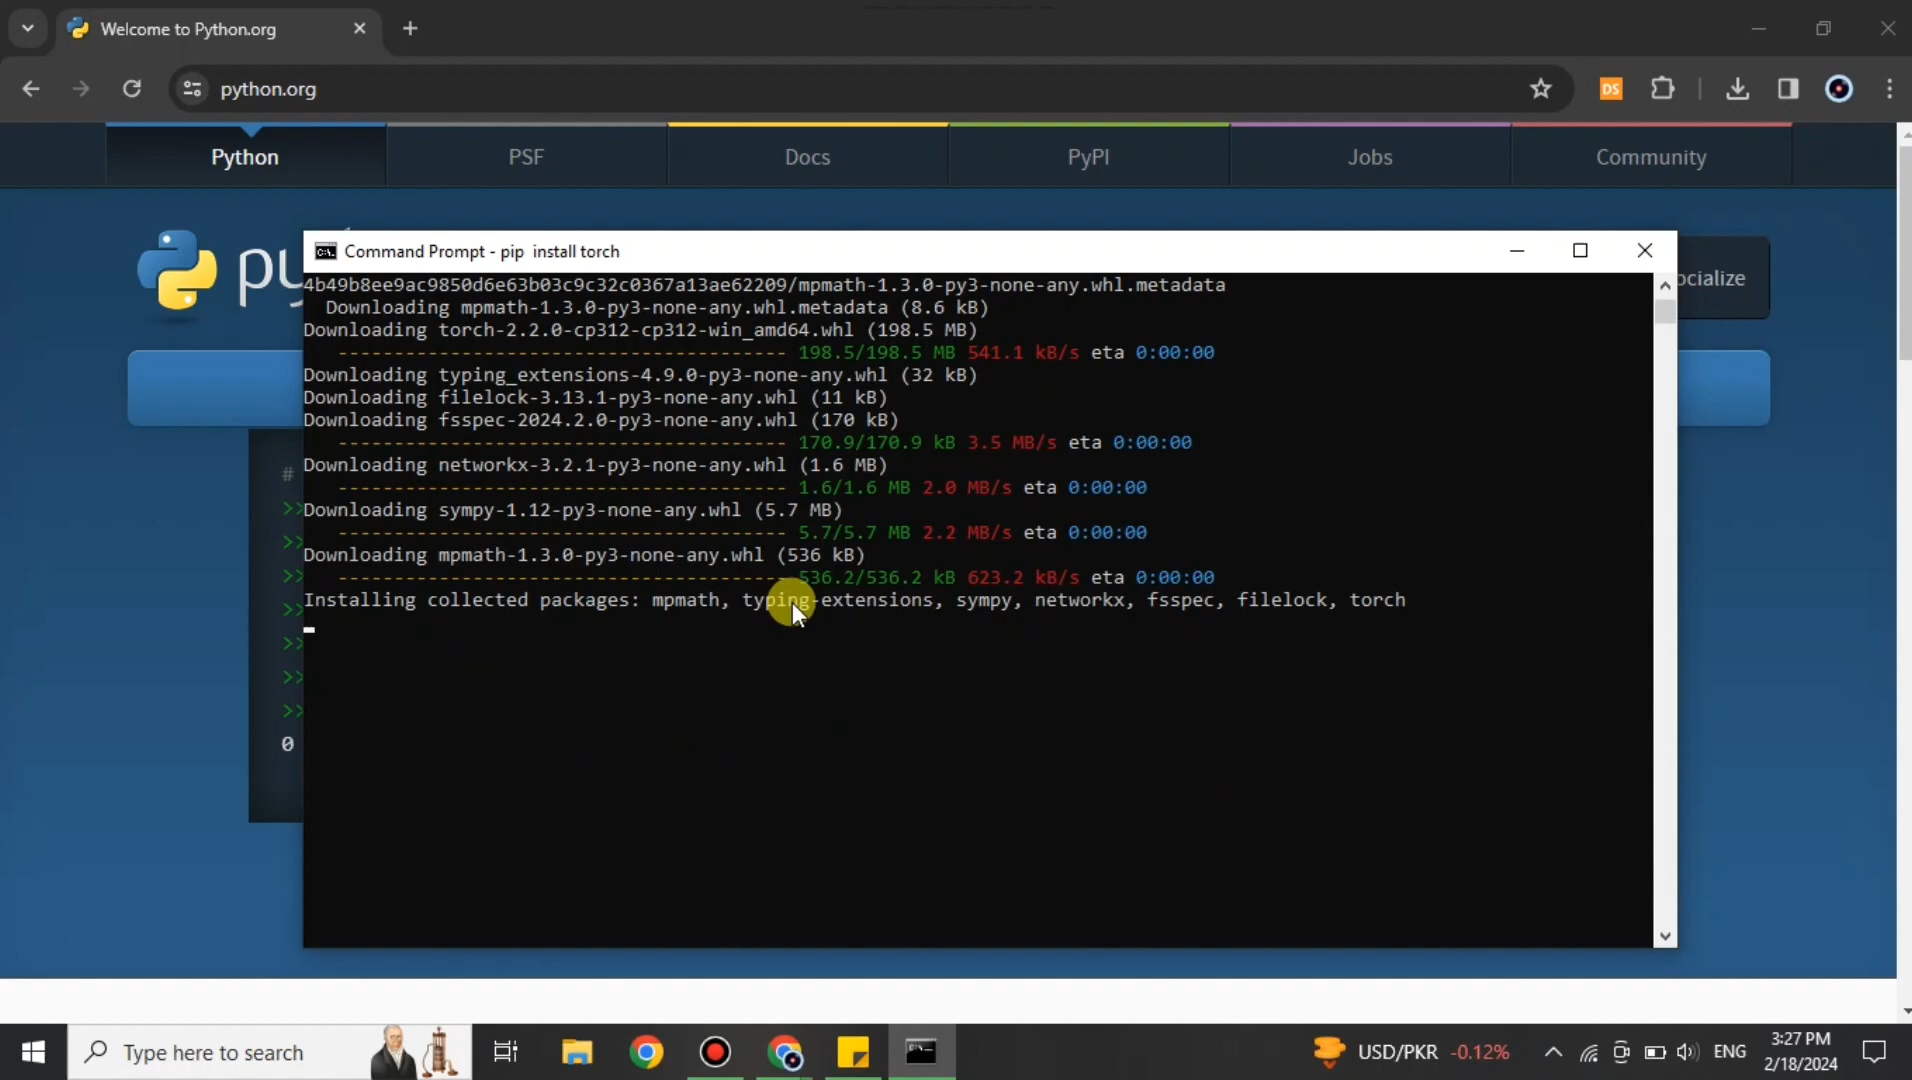 Welcome to Python.org
python.org
DS
Python PSF Docs PyPI Jobs Community
py
ocialize
Command Prompt - pip  install torch
4b49b8ee9ac9850d6e63b03c9c32c0367a13ae62209/mpmath-1.3.0-py3-none-any.whl.metadata
Downloading mpmath-1.3.0-py3-none-any.whl.metadata (8.6 kB)
Downloading torch-2.2.0-cp312-cp312-win_amd64.whl (198.5 MB)
---------------------------------------- 198.5/198.5 MB 541.1 kB/s eta 0:00:00
Downloading typing_extensions-4.9.0-py3-none-any.whl (32 kB)
Downloading filelock-3.13.1-py3-none-any.whl (11 kB)
Downloading fsspec-2024.2.0-py3-none-any.whl (170 kB)
---------------------------------------- 170.9/170.9 kB 3.5 MB/s eta 0:00:00
Downloading networkx-3.2.1-py3-none-any.whl (1.6 MB)
---------------------------------------- 1.6/1.6 MB 2.0 MB/s eta 0:00:00
Downloading sympy-1.12-py3-none-any.whl (5.7 MB)
---------------------------------------- 5.7/5.7 MB 2.2 MB/s eta 0:00:00
Downloading mpmath-1.3.0-py3-none-any.whl (536 kB)
---------------------------------------- 536.2/536.2 kB 623.2 kB/s eta 0:00:00
Installing collected packages: mpmath, typing-extensions, sympy, networkx, fsspec, filelock, torch
#
>>
>>
>>
>>
>>
>>
>>
0
Type here to search
USD/PKR -0.12%
ENG
3:27 PM
2/18/2024